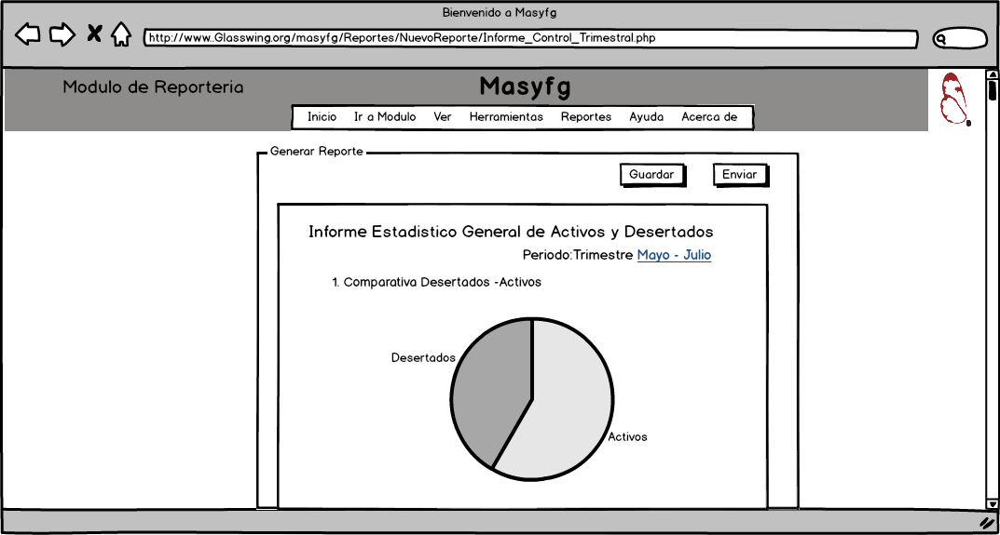 Bienvenido a Masyfg
http://www..Glasswing.org/masyfg/Reportes/NuevoReporte/Informe_Control_Trimestral.php
Modulo de Reporteria
Masyfg
Inicio Ir a Modulo Ver Herramientas Reportes Ayuda Acerca de
Generar Reporte
Guardar Enviar
Informe Estadistico General de Activos y Desertados
Periodo:Trimestre Mayo - Julio
1. Comparativa Desertados -Activos
Desertados
Activos